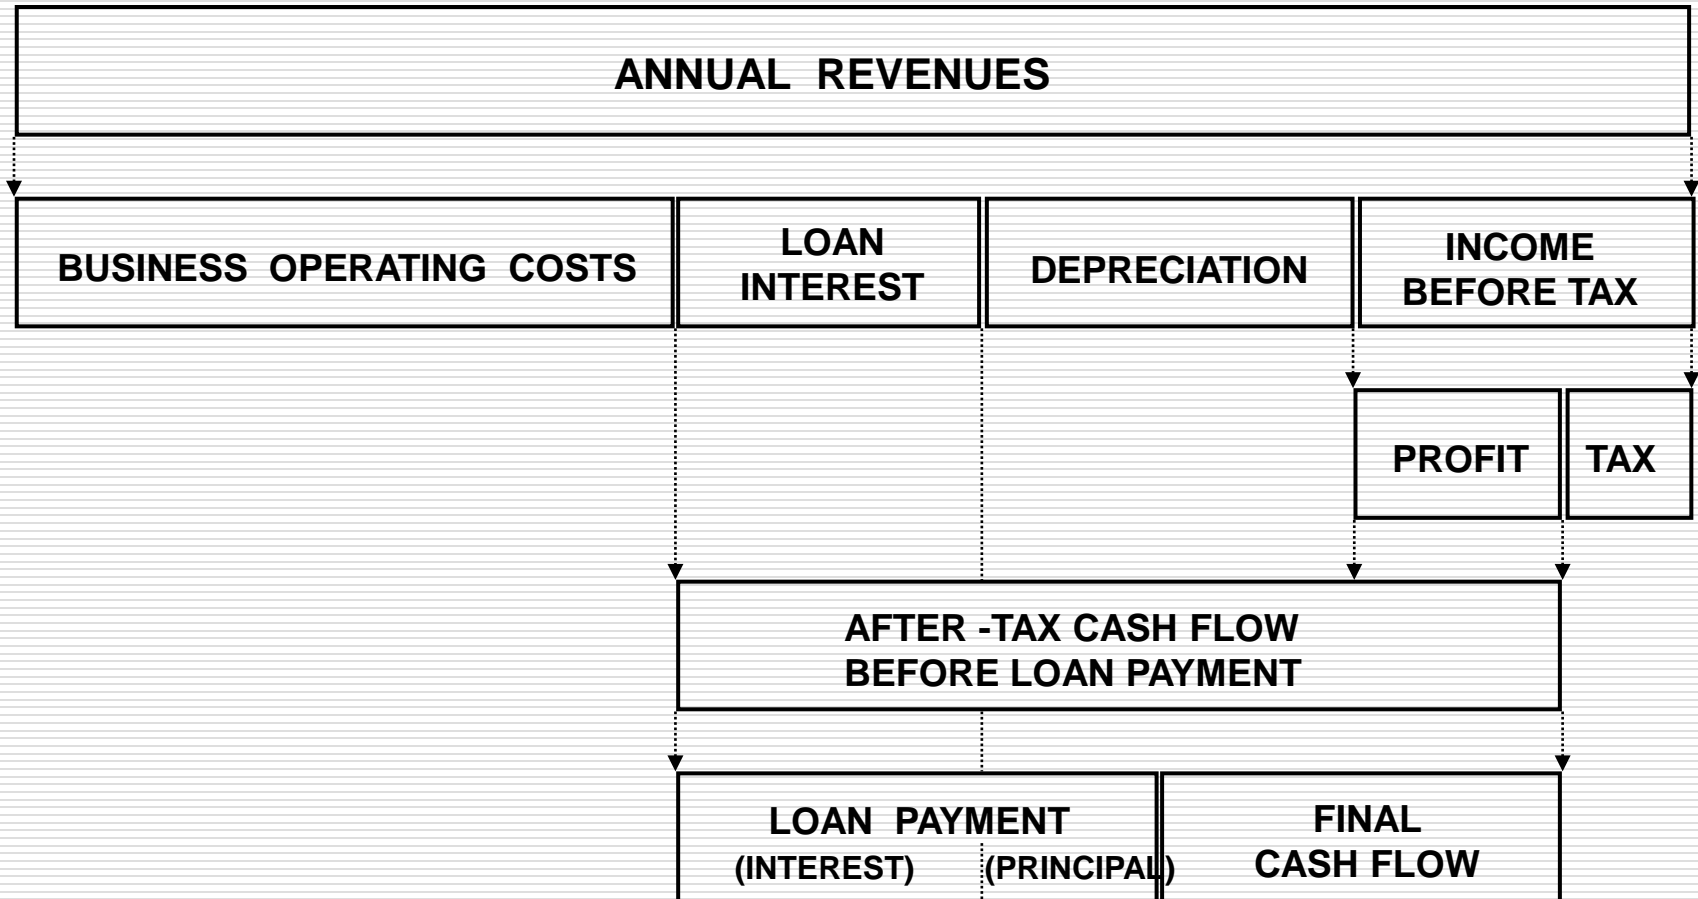 ANNUAL REVENUES
BUSINESS OPERATING COSTS
LOAN
INTEREST
DEPRECIATION
INCOME
BEFORE TAX
PROFIT
TAX
AFTER -TAX CASH FLOW
BEFORE LOAN PAYMENT
LOAN PAYMENT
(INTEREST) (PRINCIPAL)
FINAL
CASH FLOW